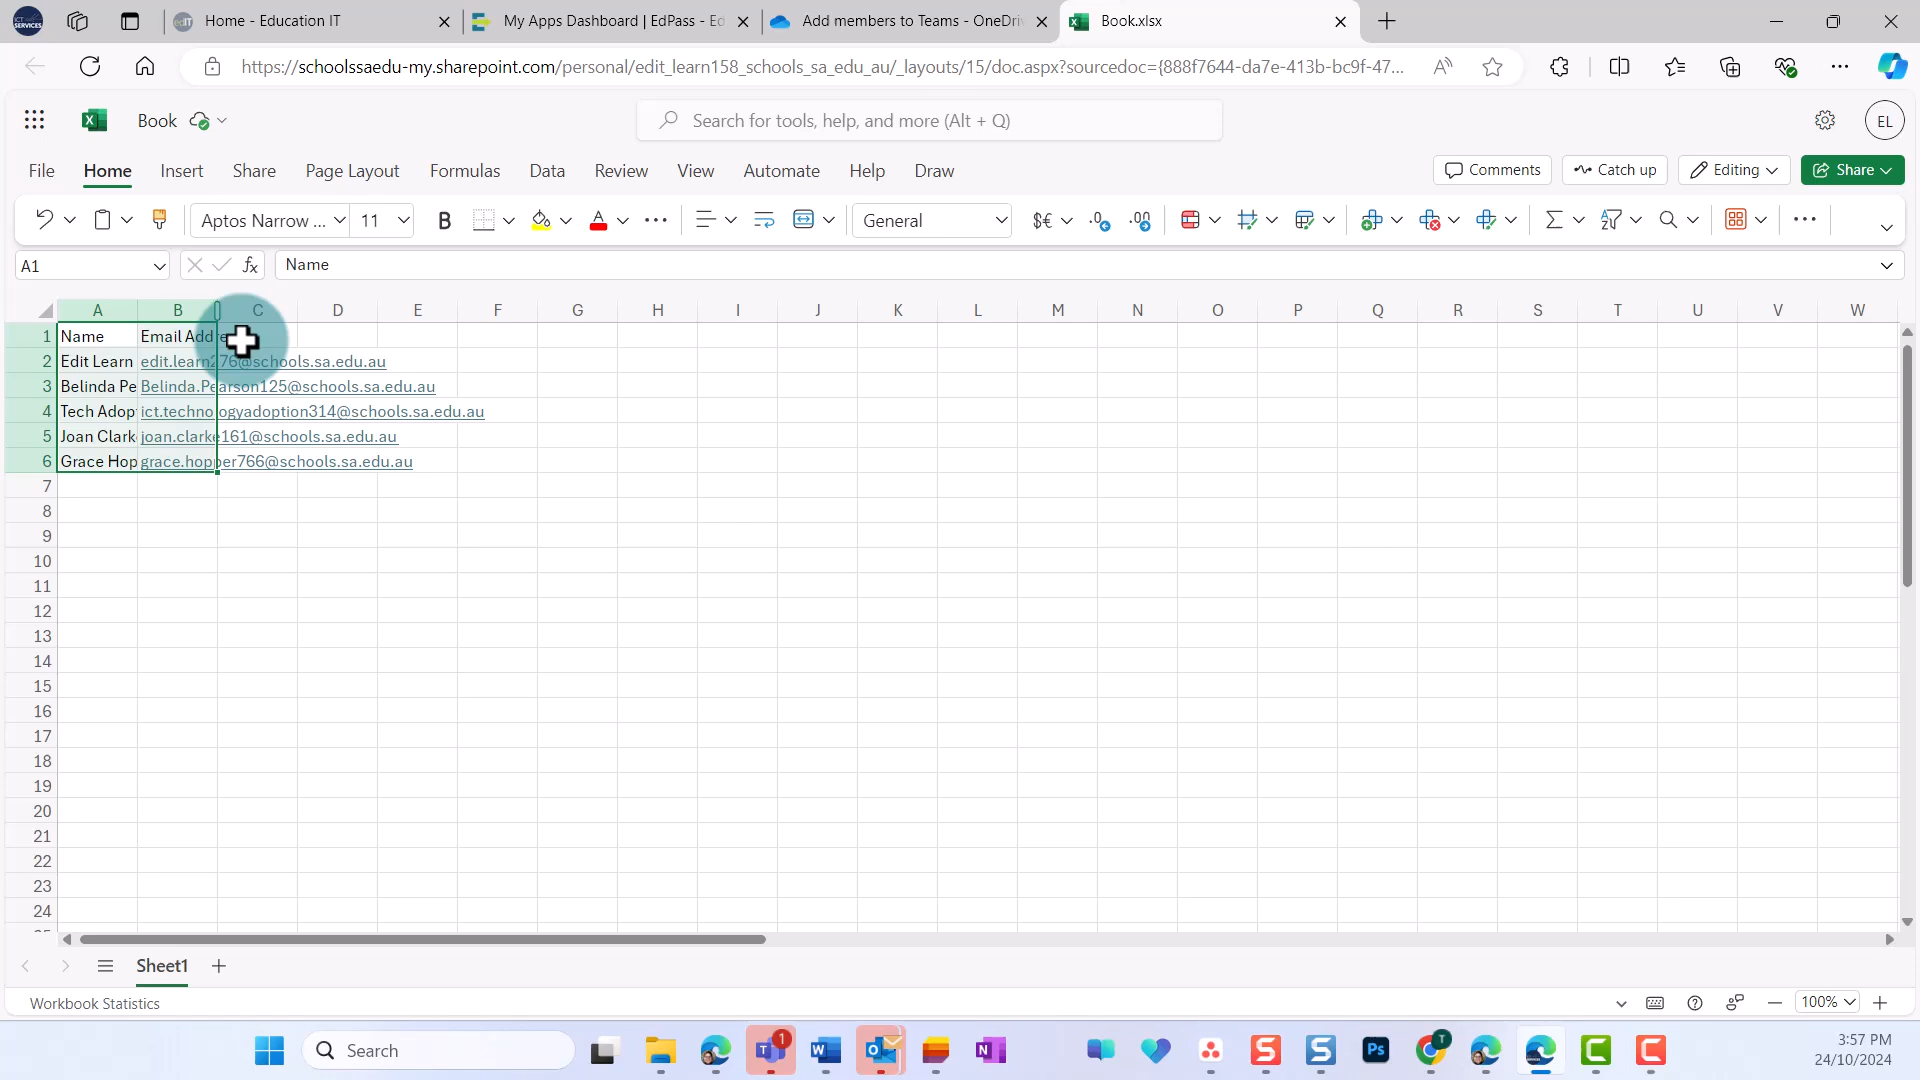 edIT Home - Education IT
My Apps Dashboard | EdPass - Ed
Add members to Teams - OneDri
Book.xlsx
https://schoolssaedu-my.sharepoint.com/personal/edit_learn158_schools_sa_edu_au/_layouts/15/doc.aspx?sourcedoc={888f7644-da7e-413b-bc9f-47...
Book
Search for tools, help, and more (Alt + Q)
EL
File Home Insert Share Page Layout Formulas Data Review View Automate Help Draw
Comments Catch up Editing Share
Aptos Narrow ... 11 B A General $€ .0 .00
A1 fx Name
A B C D E F G H I J K L M N O P Q R S T U V W
1 Name Email Addre
2 Edit Learn edit.learn276@schools.sa.edu.au
3 Belinda Pe Belinda.Pearson125@schools.sa.edu.au
4 Tech Adop ict.technologyadoption314@schools.sa.edu.au
5 Joan Clark joan.clarke161@schools.sa.edu.au
6 Grace Hop grace.hopper766@schools.sa.edu.au
7
8
9
10
11
12
13
14
15
16
17
18
19
20
21
22
23
24
Sheet1
Workbook Statistics
100%
Search
1
T
Ps
3:57 PM
24/10/2024